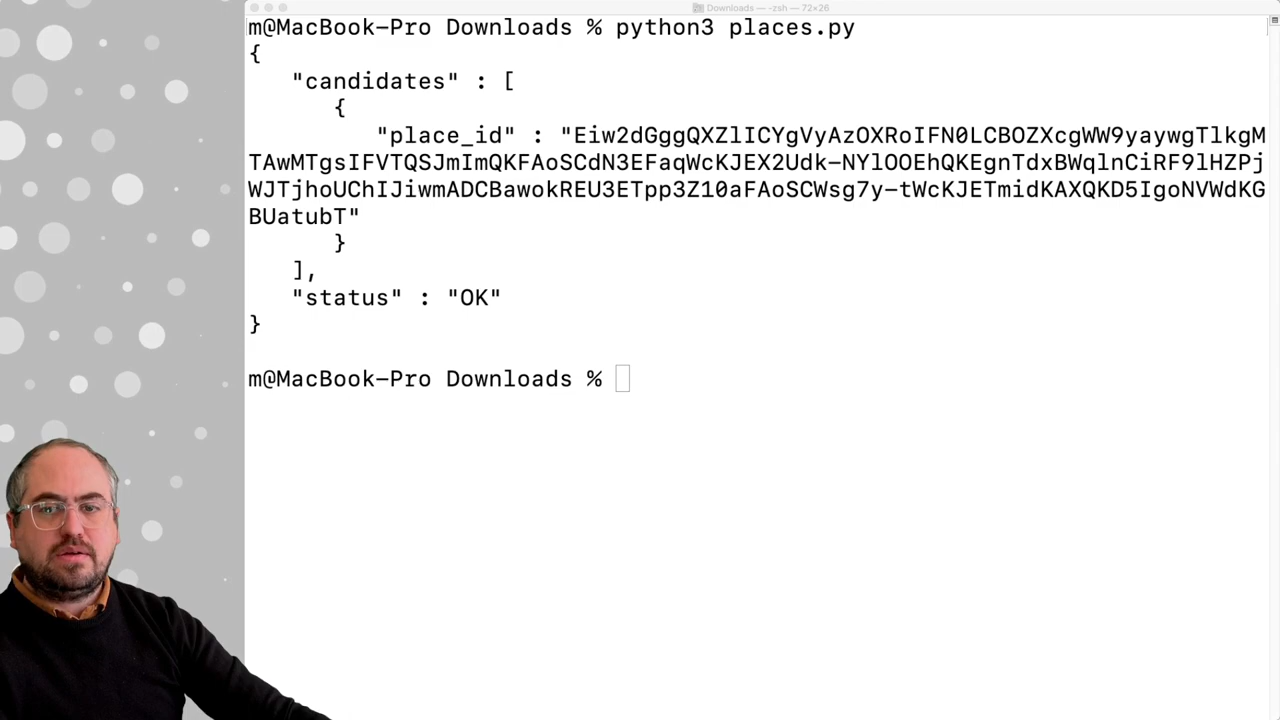 Downloads — -zsh — 72×26
m@MacBook-Pro Downloads % python3 places.py
{
"candidates" : [
{
"place_id" : "Eiw2dGggQXZlICYgVyAzOXRoIFN0LCBOZXcgWW9yaywgTlkgM
TAwMTgsIFVTQSJmImQKFAoSCdN3EFaqWcKJEX2Udk-NYlOOEhQKEgnTdxBWqlnCiRF9lHZPj
WJTjhoUChIJiwmADCBawokREU3ETpp3Z10aFAoSCWsg7y-tWcKJETmidKAXQKD5IgoNVWdKG
BUatubT"
}
],
"status" : "OK"
}
m@MacBook-Pro Downloads %